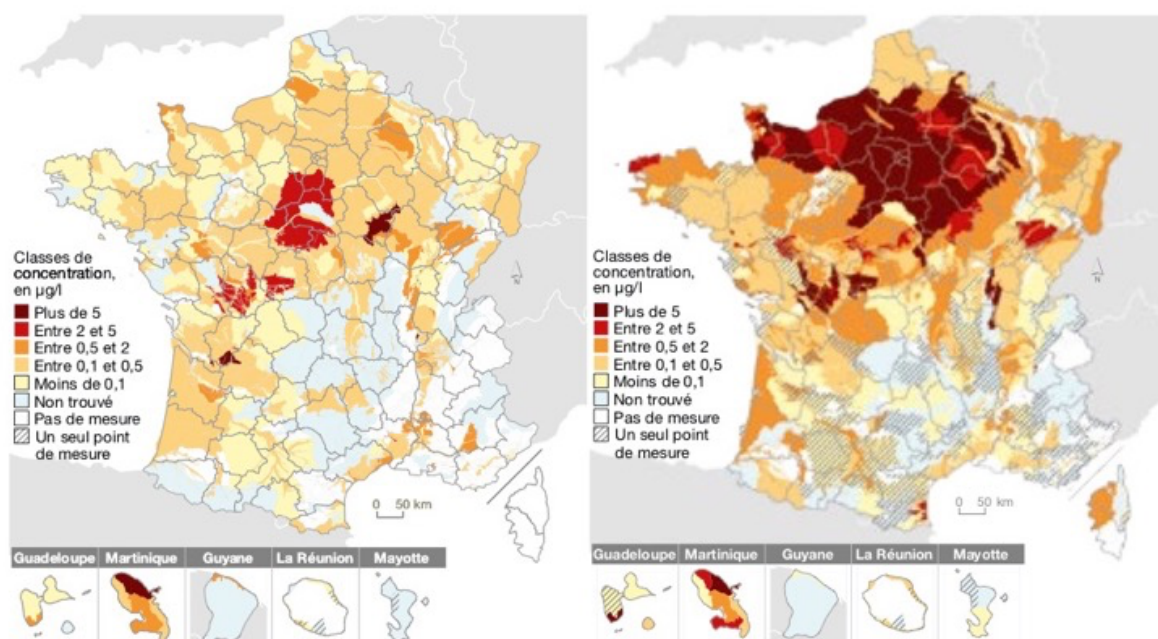 Classes de
concentration,
en µg/l
Plus de 5
Entre 2 et 5
Entre 0,5 et 2
Entre 0,1 et 0,5
Moins de 0,1
Non trouvé
Pas de mesure
Un seul point
de mesure
0 50 km
N
Guadeloupe Martinique Guyane La Réunion Mayotte
Classes de
concentration,
en µg/l
Plus de 5
Entre 2 et 5
Entre 0,5 et 2
Entre 0,1 et 0,5
Moins de 0,1
Non trouvé
Pas de mesure
Un seul point
de mesure
0 50 km
N
Guadeloupe Martinique Guyane La Réunion Mayotte